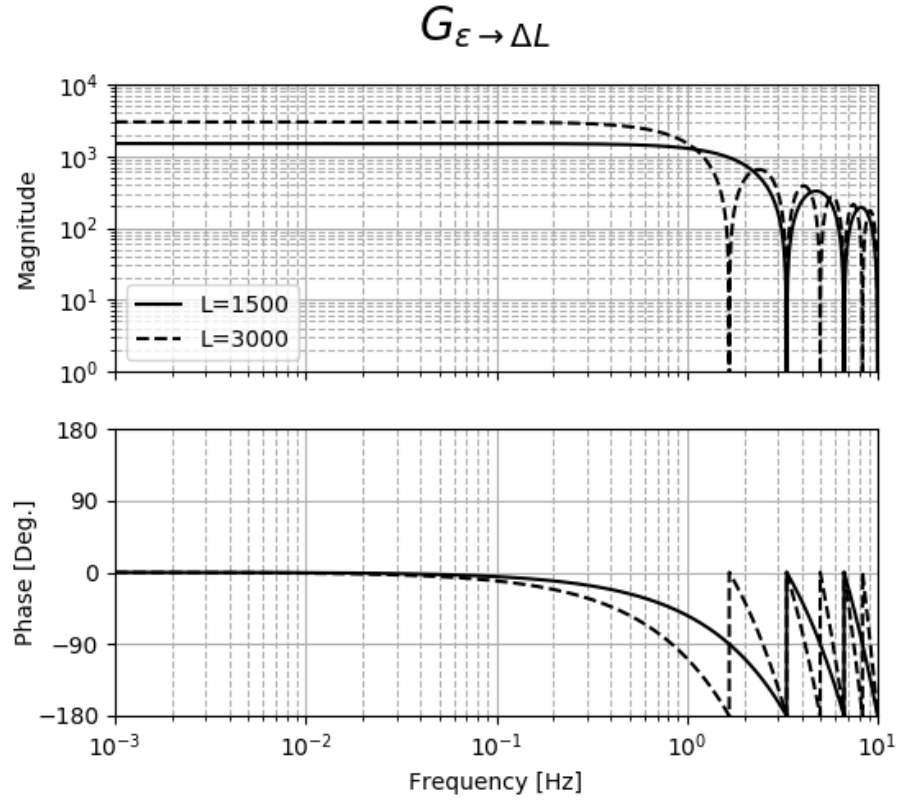 G_{ε→ΔL}
10^4
10^3
10^2
10^1
10^0
Magnitude
L=1500
L=3000
180
90
0
−90
−180
Phase [Deg.]
10^{−3}
10^{−2}
10^{−1}
10^0
10^1
Frequency [Hz]